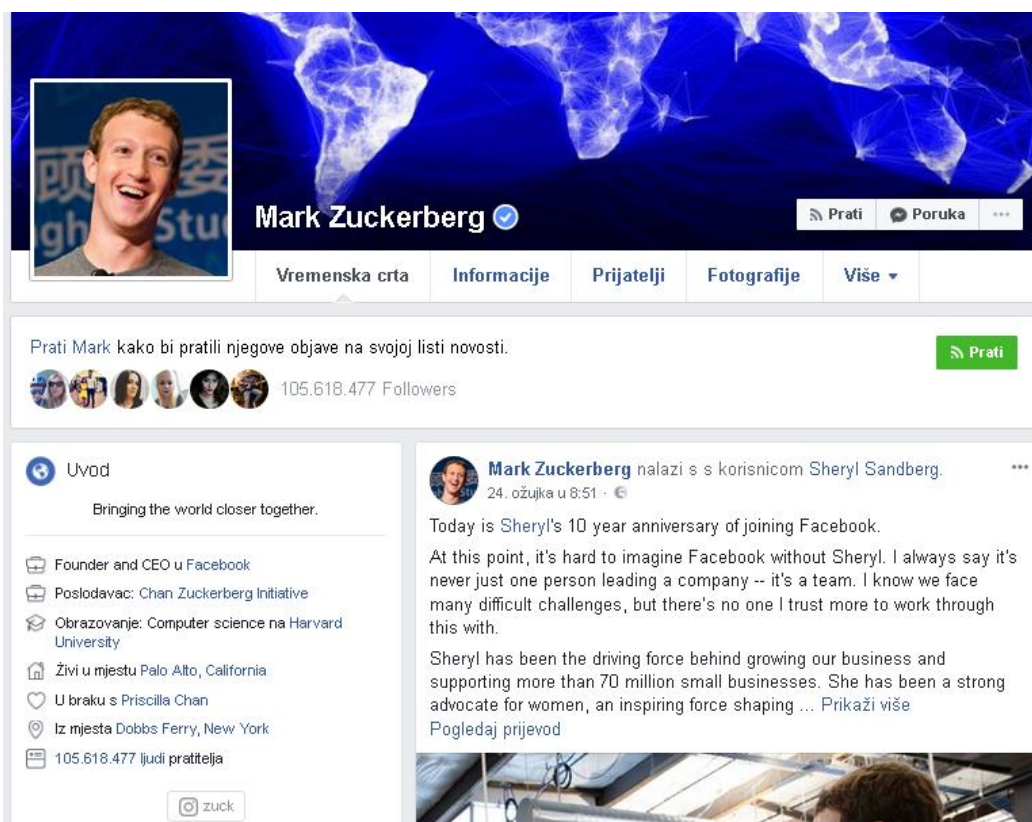 顾 委
ngh Stu
Mark Zuckerberg
Prati
Poruka
Vremenska crta
Informacije
Prijatelji
Fotografije
Više
Prati Mark kako bi pratili njegove objave na svojoj listi novosti.
Prati
105.618.477 Followers
Uvod
Bringing the world closer together.
Founder and CEO u Facebook
Poslodavac: Chan Zuckerberg Initiative
Obrazovanje: Computer science na Harvard
University
Živi u mjestu Palo Alto, California
U braku s Priscilla Chan
Iz mjesta Dobbs Ferry, New York
105.618.477 ljudi pratitelja
zuck
Mark Zuckerberg nalazi s s korisnicom Sheryl Sandberg.
24. ožujka u 8:51 ·
Today is Sheryl's 10 year anniversary of joining Facebook.
At this point, it's hard to imagine Facebook without Sheryl. I always say it's
never just one person leading a company -- it's a team. I know we face
many difficult challenges, but there's no one I trust more to work through
this with.
Sheryl has been the driving force behind growing our business and
supporting more than 70 million small businesses. She has been a strong
advocate for women, an inspiring force shaping ... Prikaži više
Pogledaj prijevod